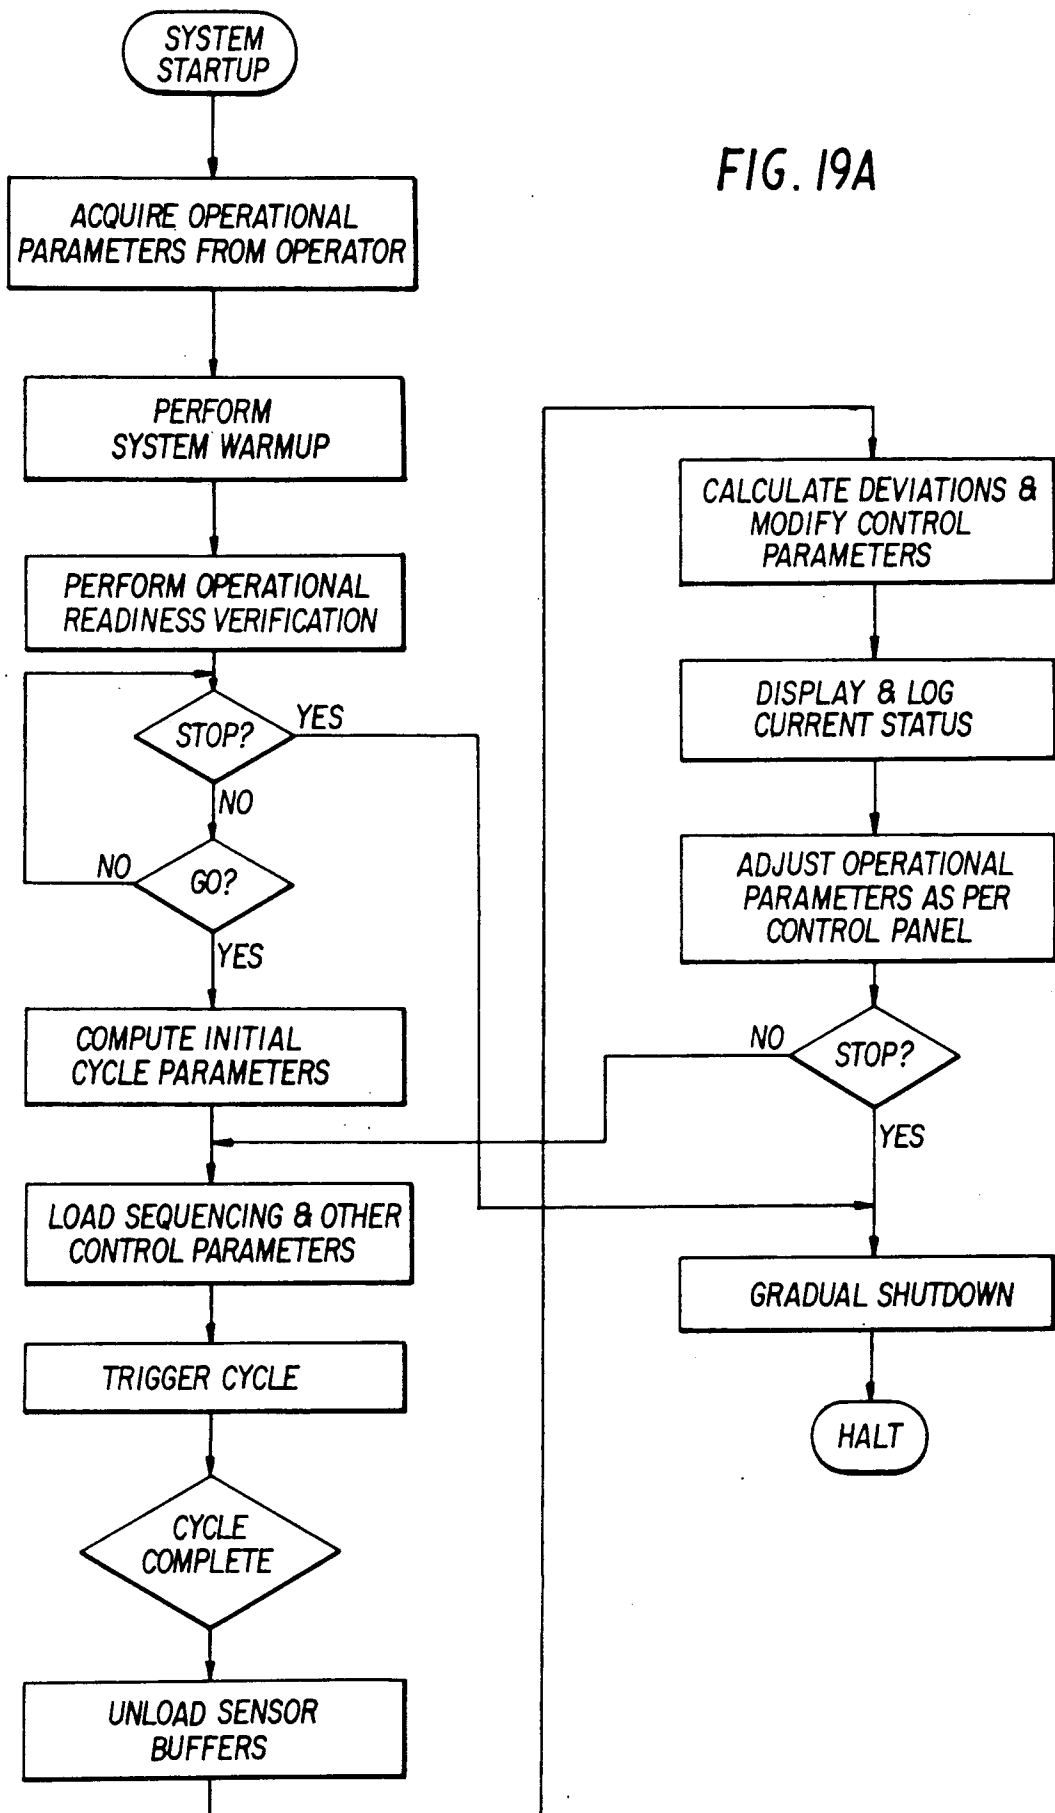 SYSTEM
STARTUP
FIG. 19A
ACQUIRE OPERATIONAL
PARAMETERS FROM OPERATOR
PERFORM
SYSTEM WARMUP
PERFORM OPERATIONAL
READINESS VERIFICATION
STOP?
YES
NO
GO?
NO
YES
COMPUTE INITIAL
CYCLE PARAMETERS
LOAD SEQUENCING & OTHER
CONTROL PARAMETERS
TRIGGER CYCLE
CYCLE
COMPLETE
UNLOAD SENSOR
BUFFERS
CALCULATE DEVIATIONS &
MODIFY CONTROL
PARAMETERS
DISPLAY & LOG
CURRENT STATUS
ADJUST OPERATIONAL
PARAMETERS AS PER
CONTROL PANEL
STOP?
NO
YES
GRADUAL SHUTDOWN
HALT